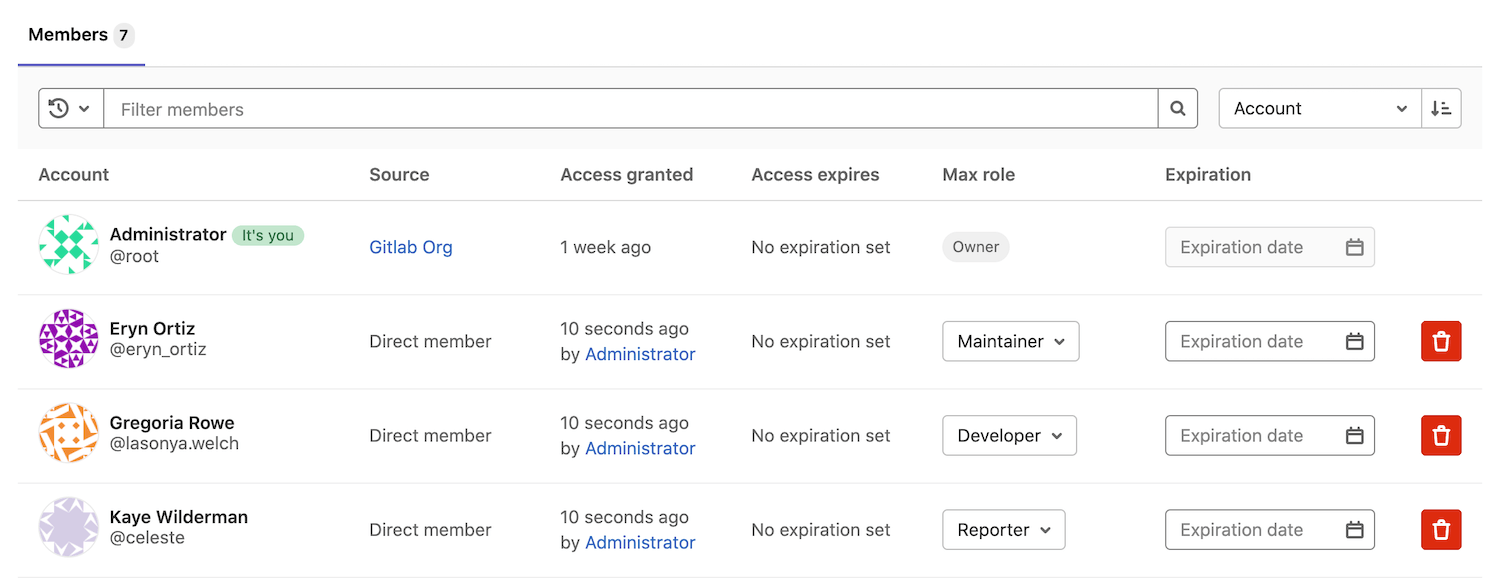 Members 7
Filter members Account
Account Source Access granted Access expires Max role Expiration
Administrator It's you
@root
Gitlab Org 1 week ago No expiration set Owner Expiration date
Eryn Ortiz
@eryn_ortiz
Direct member
10 seconds ago
by Administrator
No expiration set Maintainer Expiration date
Gregoria Rowe
@lasonya.welch
Direct member
10 seconds ago
by Administrator
No expiration set Developer Expiration date
Kaye Wilderman
@celeste
Direct member
10 seconds ago
by Administrator
No expiration set Reporter Expiration date